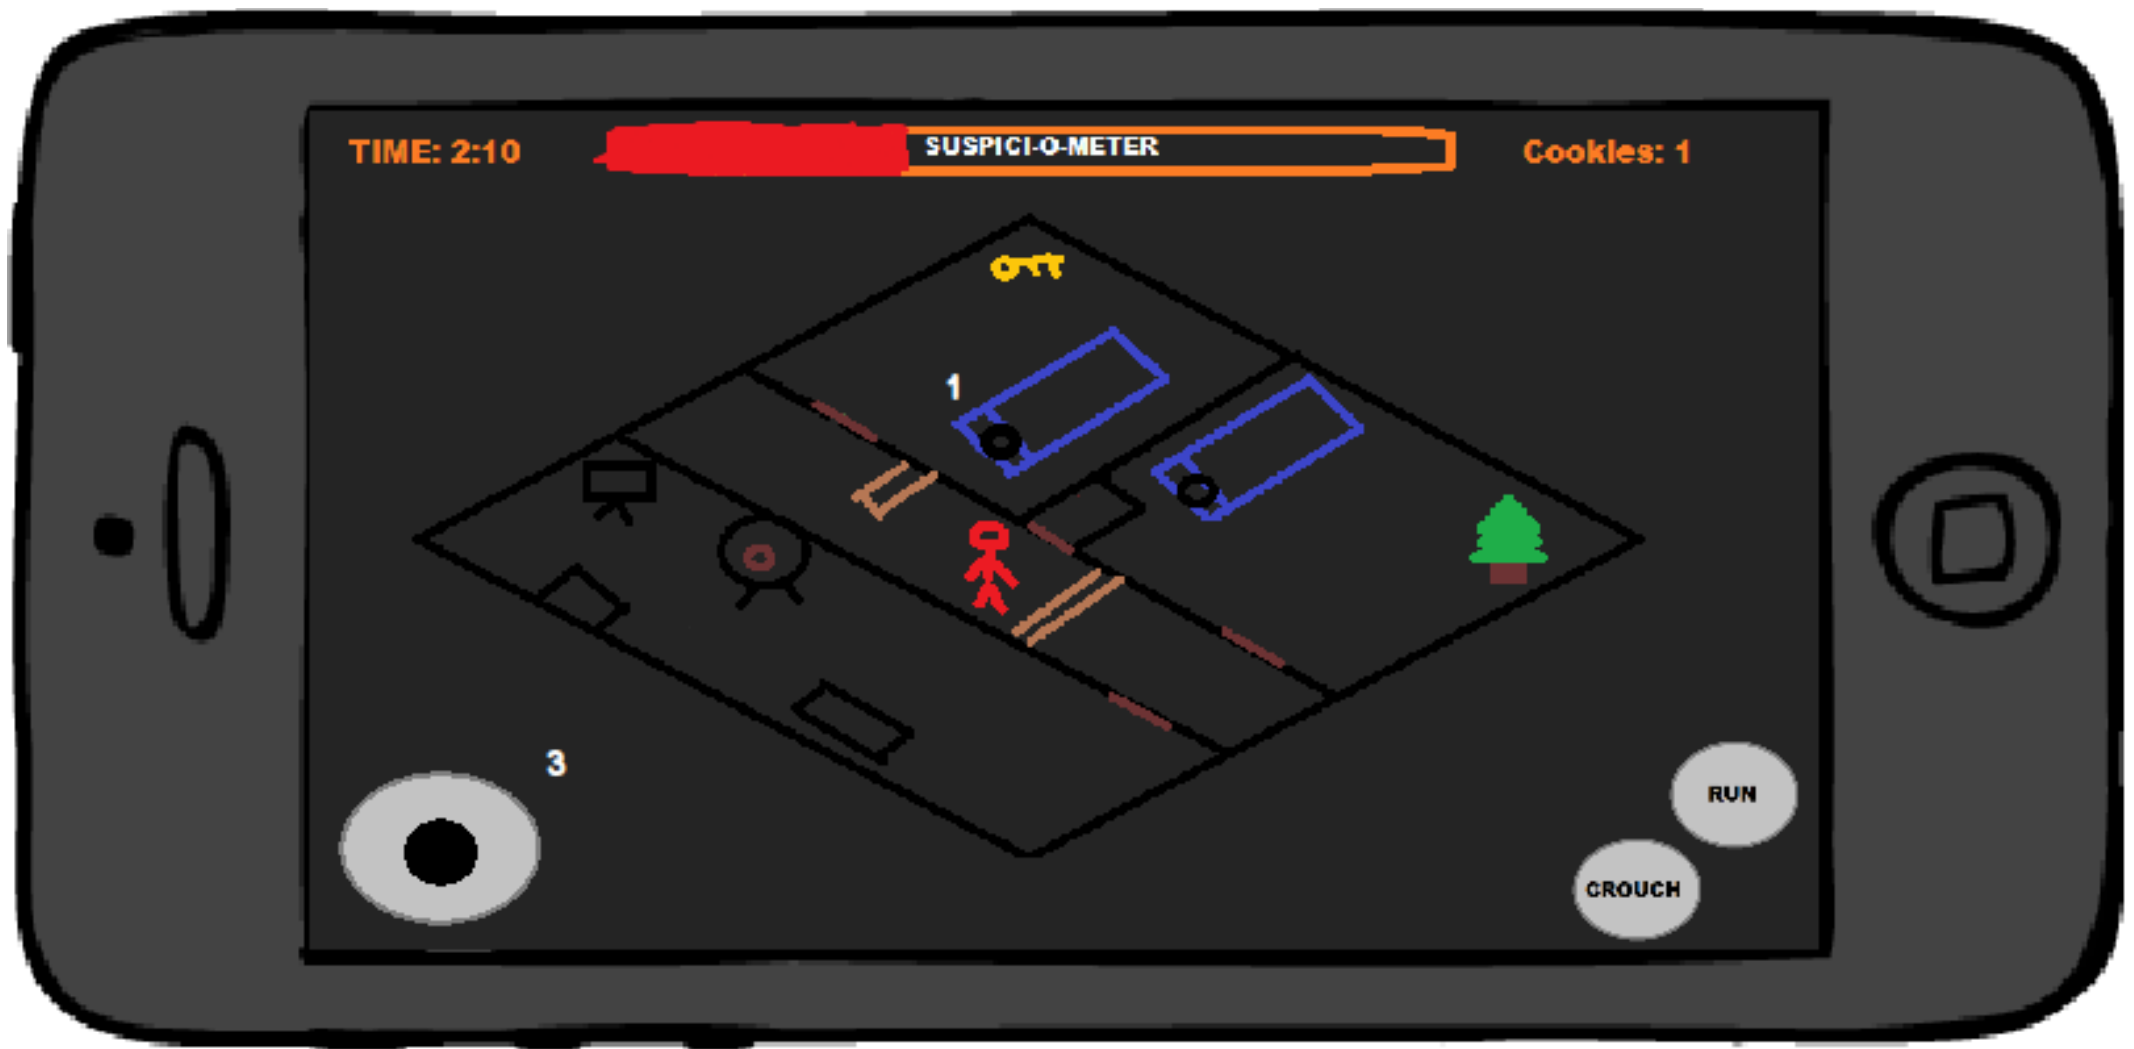 TIME: 2:10
SUSPICI-O-METER
Cookies: 1
1
3
RUN
CROUCH